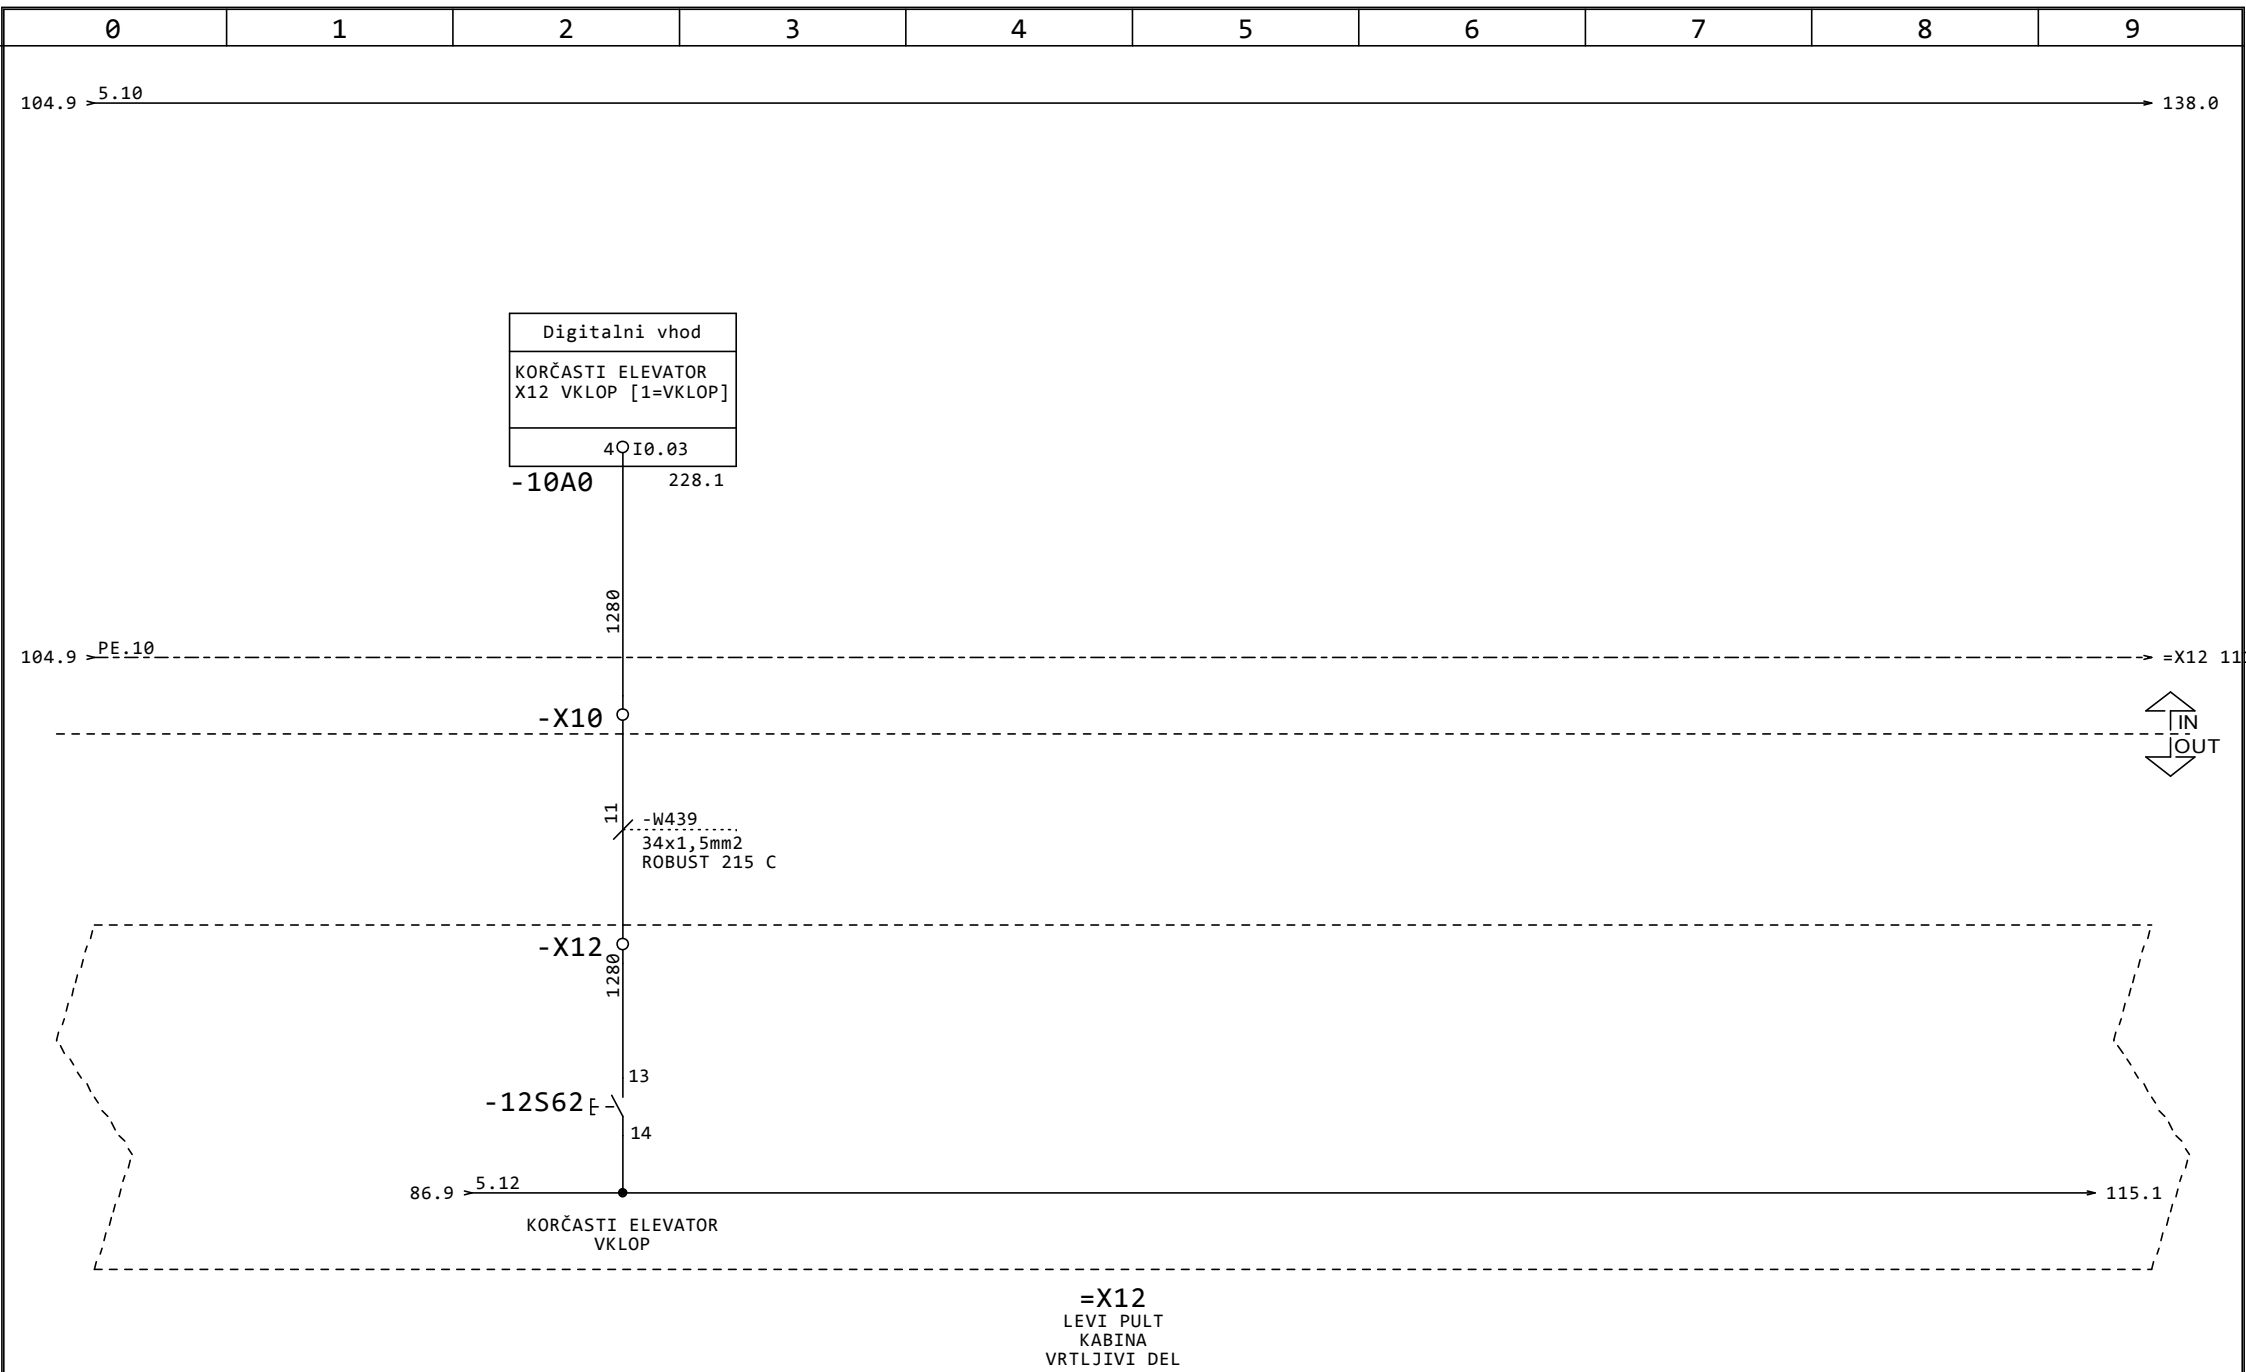 0 1 2 3 4 5 6 7 8 9
104.9 5.10 138.0
Digitalni vhod
KORČASTI ELEVATOR
X12 VKLOP [1=VKLOP]
4 I0.03
-10A0 228.1
1280
104.9 PE.10 =X12
-X10
IN
OUT
11
-W439
34x1,5mm2
ROBUST 215 C
-X12
1280
13
-12S62
14
86.9 5.12 115.1
KORČASTI ELEVATOR
VKLOP
=X12
LEVI PULT
KABINA
VRTLJIVI DEL